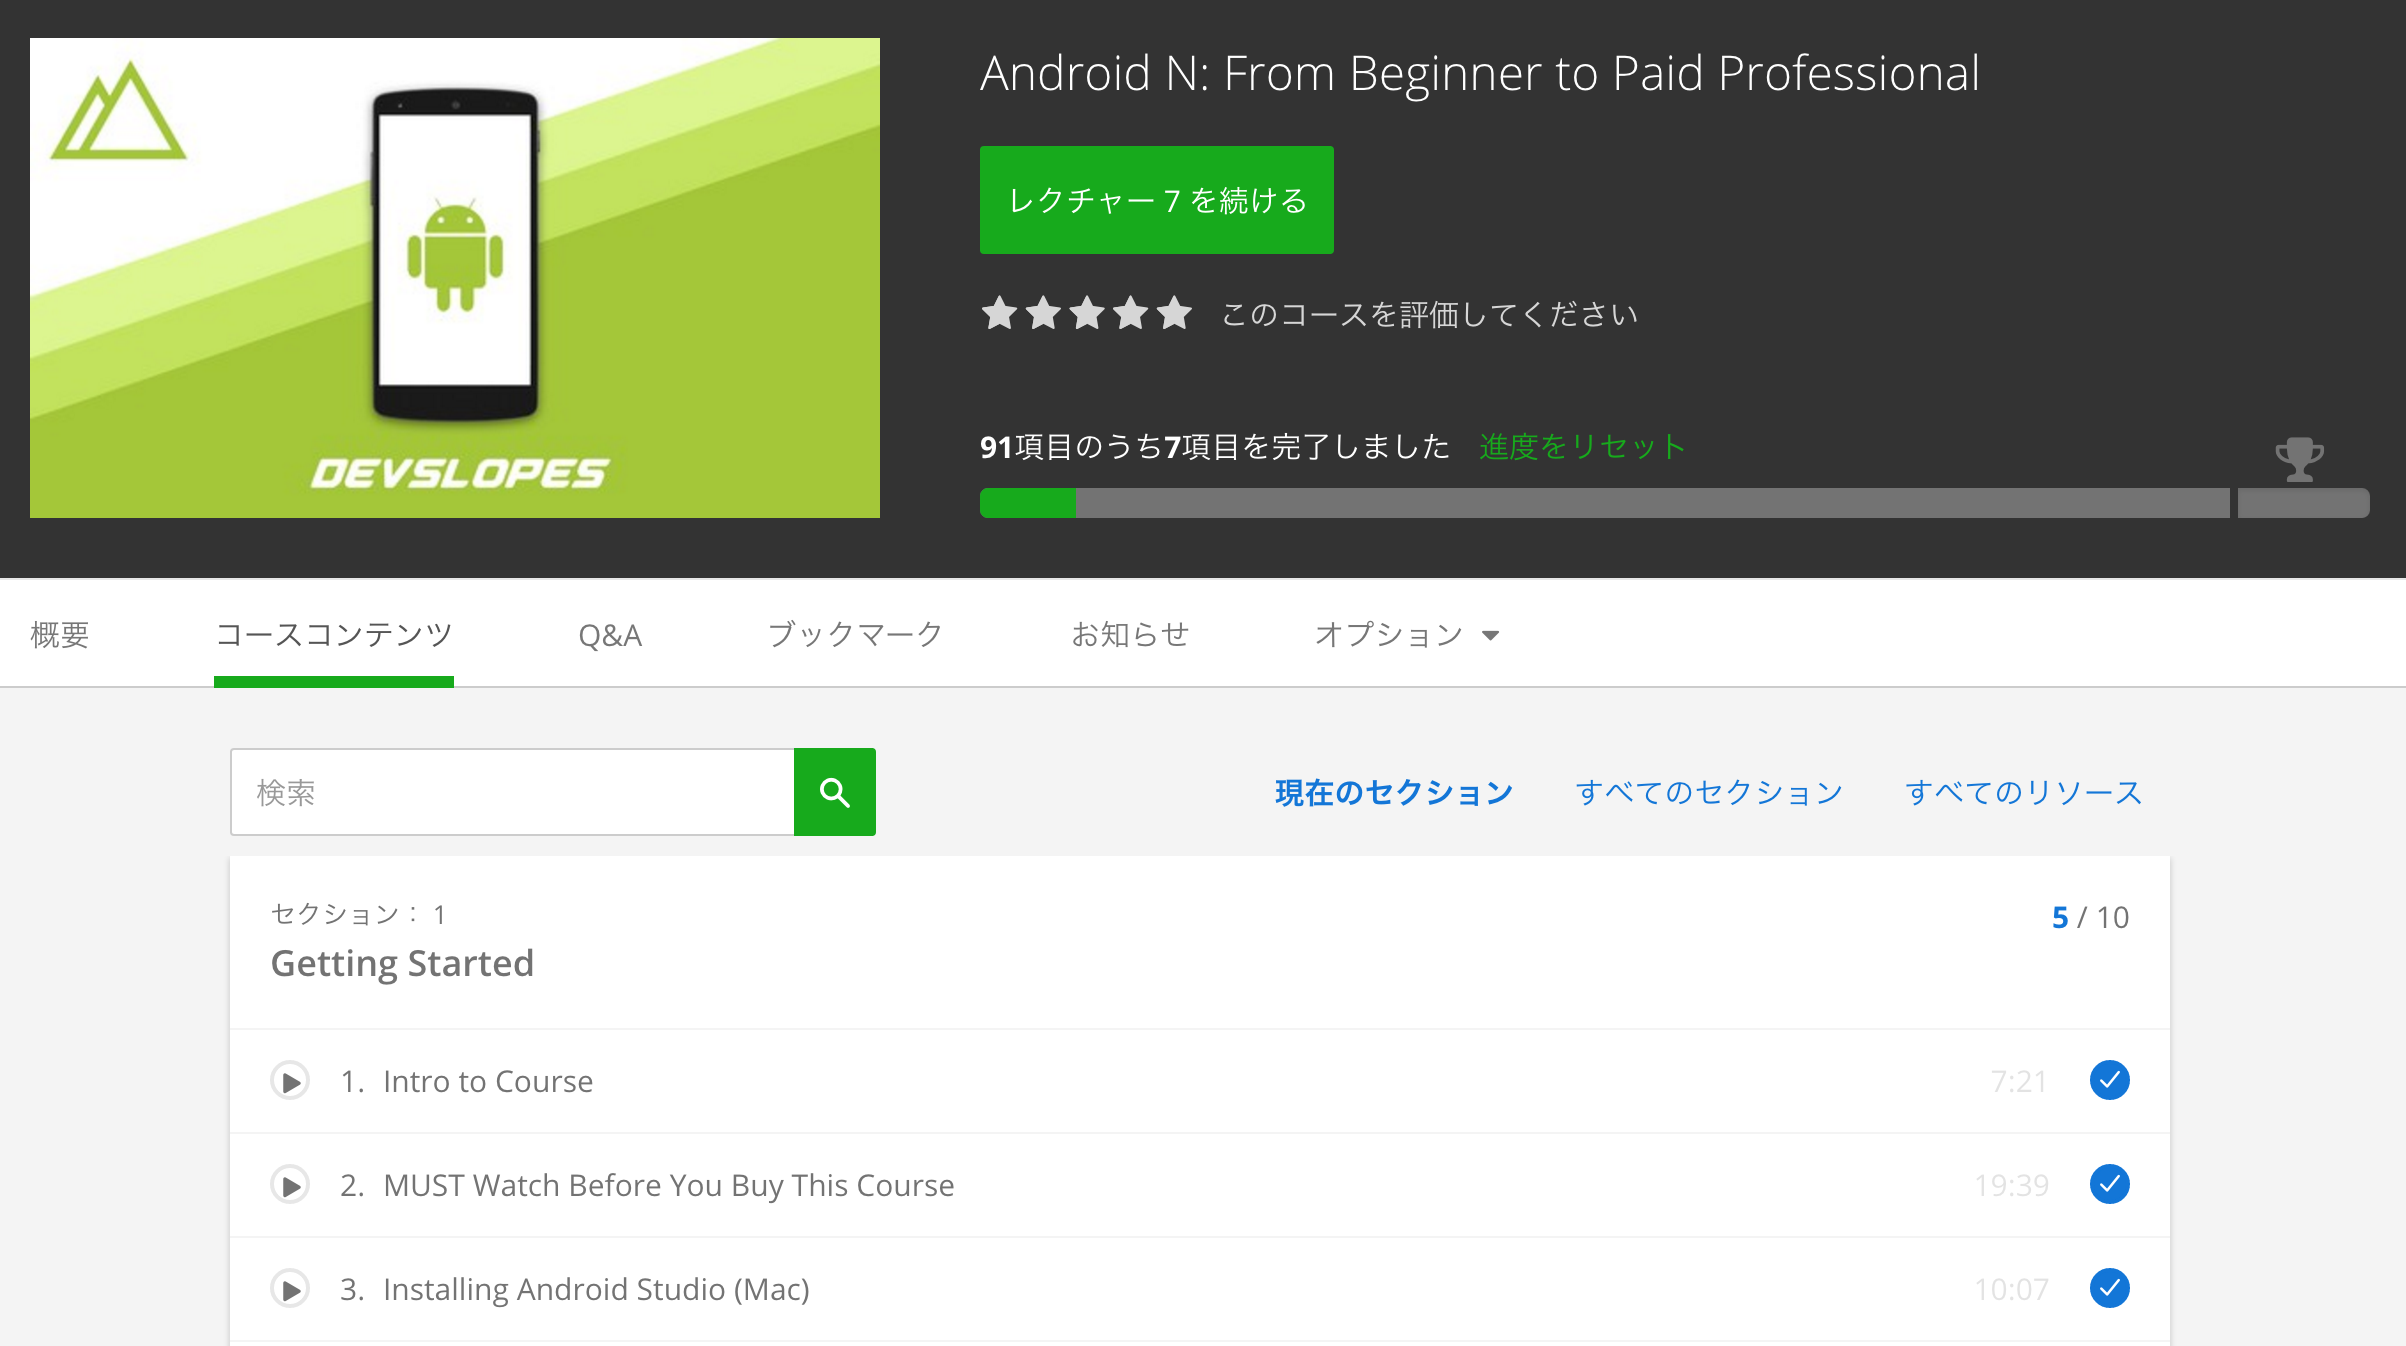 DEVSLOPES
Android N: From Beginner to Paid Professional
レクチャー 7 を続ける
このコースを評価してください
91項目のうち7項目を完了しました 進度をリセット
概要 コースコンテンツ Q&A ブックマーク お知らせ オプション
検索 現在のセクション すべてのセクション すべてのリソース
セクション： 1 5 / 10
Getting Started
1. Intro to Course 7:21
2. MUST Watch Before You Buy This Course 19:39
3. Installing Android Studio (Mac) 10:07